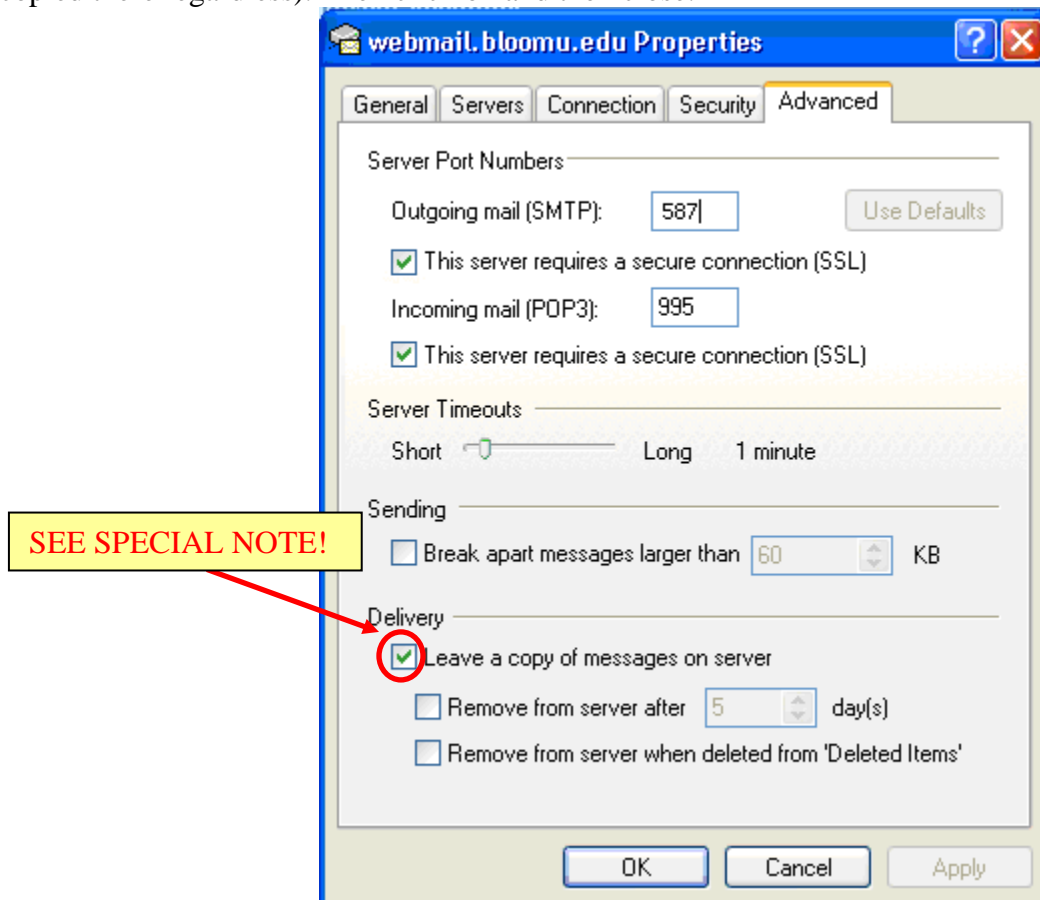 webmail.bloomu.edu Properties
General Servers Connection Security Advanced
Server Port Numbers
Outgoing mail (SMTP): 587 Use Defaults
This server requires a secure connection (SSL)
Incoming mail (POP3): 995
This server requires a secure connection (SSL)
Server Timeouts
Short Long 1 minute
Sending
SEE SPECIAL NOTE!
Break apart messages larger than 60 KB
Delivery
Leave a copy of messages on server
Remove from server after 5 day(s)
Remove from server when deleted from 'Deleted Items'
OK Cancel Apply